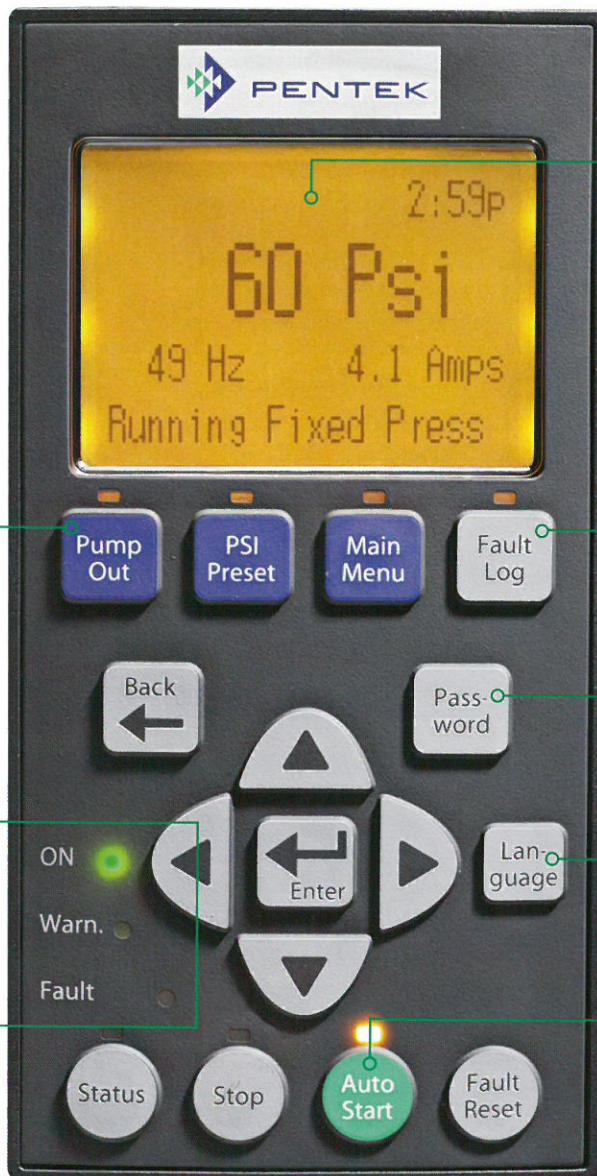 PENTEK
2:59p
60 Psi
49 Hz 4.1 Amps
Running Fixed Press
Pump
Out
PSI
Preset
Main
Menu
Fault
Log
Back
Pass-
word
ON
Enter
Lan-
guage
Warn.
Fault
Status
Stop
Auto
Start
Fault
Reset